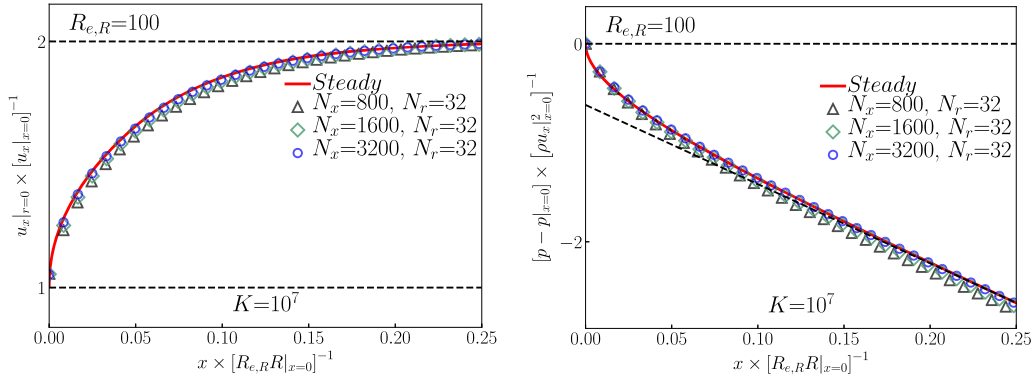 R_{e,R}=100
2
1
u_x|_{r=0} × [u_x|_{x=0}]^{-1}
Steady
N_x=800, N_r=32
N_x=1600, N_r=32
N_x=3200, N_r=32
K=10^7
0.00 0.05 0.10 0.15 0.20 0.25
x × [R_{e,R}R|_{x=0}]^{-1}
R_{e,R}=100
0
−2
[p − p|_{x=0}] × [ρu_x|^2_{x=0}]^{-1}
Steady
N_x=800, N_r=32
N_x=1600, N_r=32
N_x=3200, N_r=32
K=10^7
0.00 0.05 0.10 0.15 0.20 0.25
x × [R_{e,R}R|_{x=0}]^{-1}